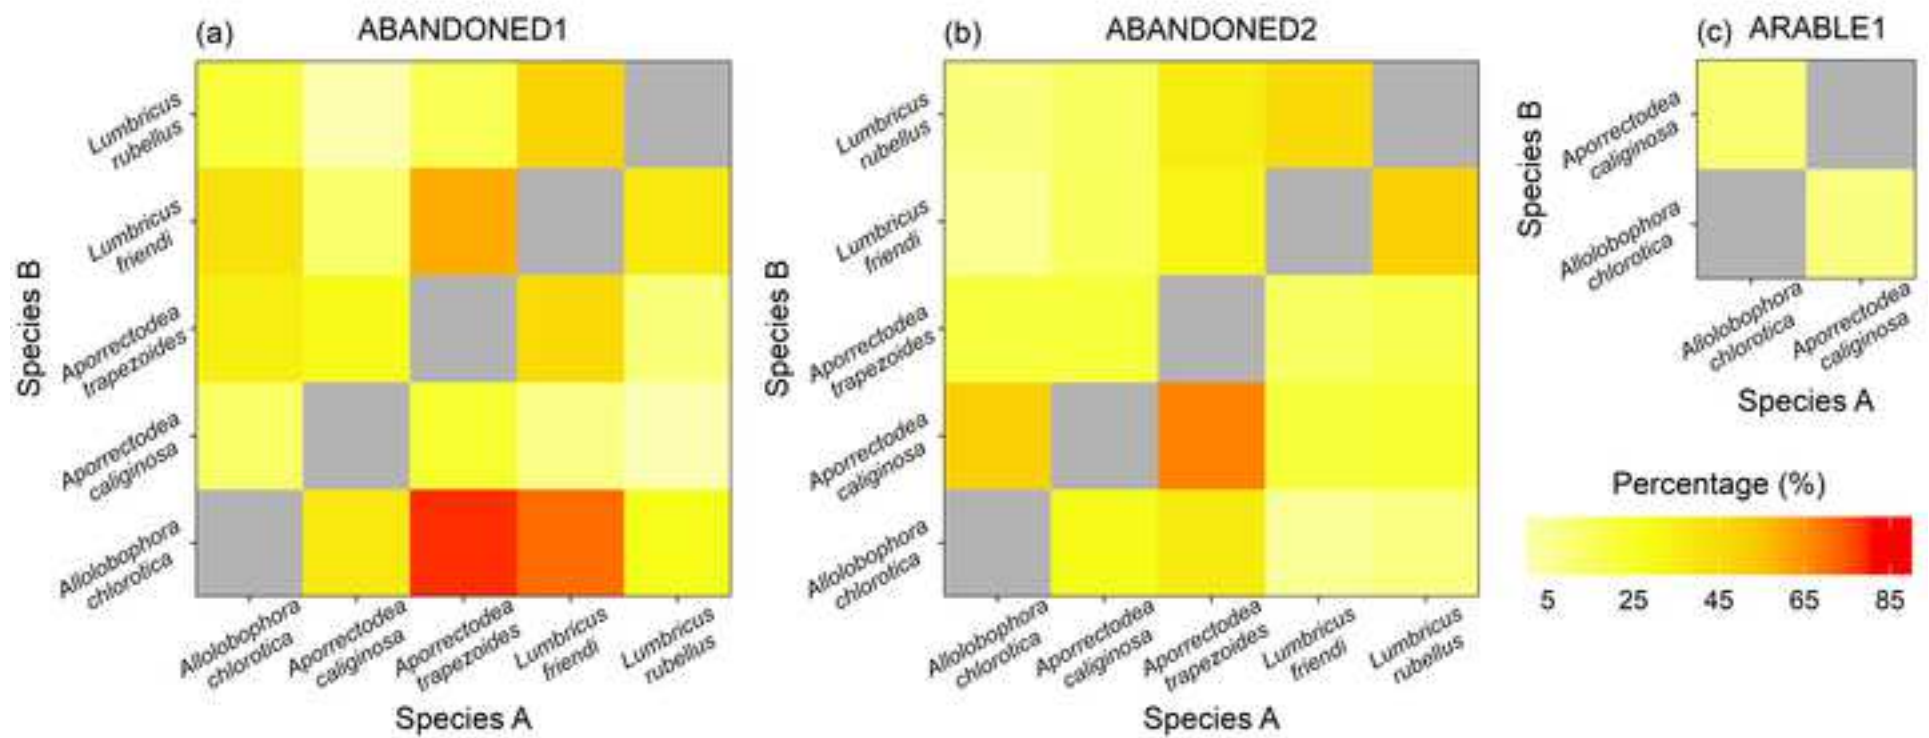 (a) ABANDONED1
Species B
Lumbricus
rubellus
Lumbricus
friendi
Aporrectodea
trapezoides
Aporrectodea
caliginosa
Allolobophora
chlorotica
Allolobophora
chlorotica
Aporrectodea
caliginosa
Aporrectodea
trapezoides
Lumbricus
friendi
Lumbricus
rubellus
Species A
(b) ABANDONED2
Species B
Lumbricus
rubellus
Lumbricus
friendi
Aporrectodea
trapezoides
Aporrectodea
caliginosa
Allolobophora
chlorotica
Allolobophora
chlorotica
Aporrectodea
caliginosa
Aporrectodea
trapezoides
Lumbricus
friendi
Lumbricus
rubellus
Species A
(c) ARABLE1
Species B
Aporrectodea
caliginosa
Allolobophora
chlorotica
Allolobophora
chlorotica
Aporrectodea
caliginosa
Species A
Percentage (%)
5 25 45 65 85